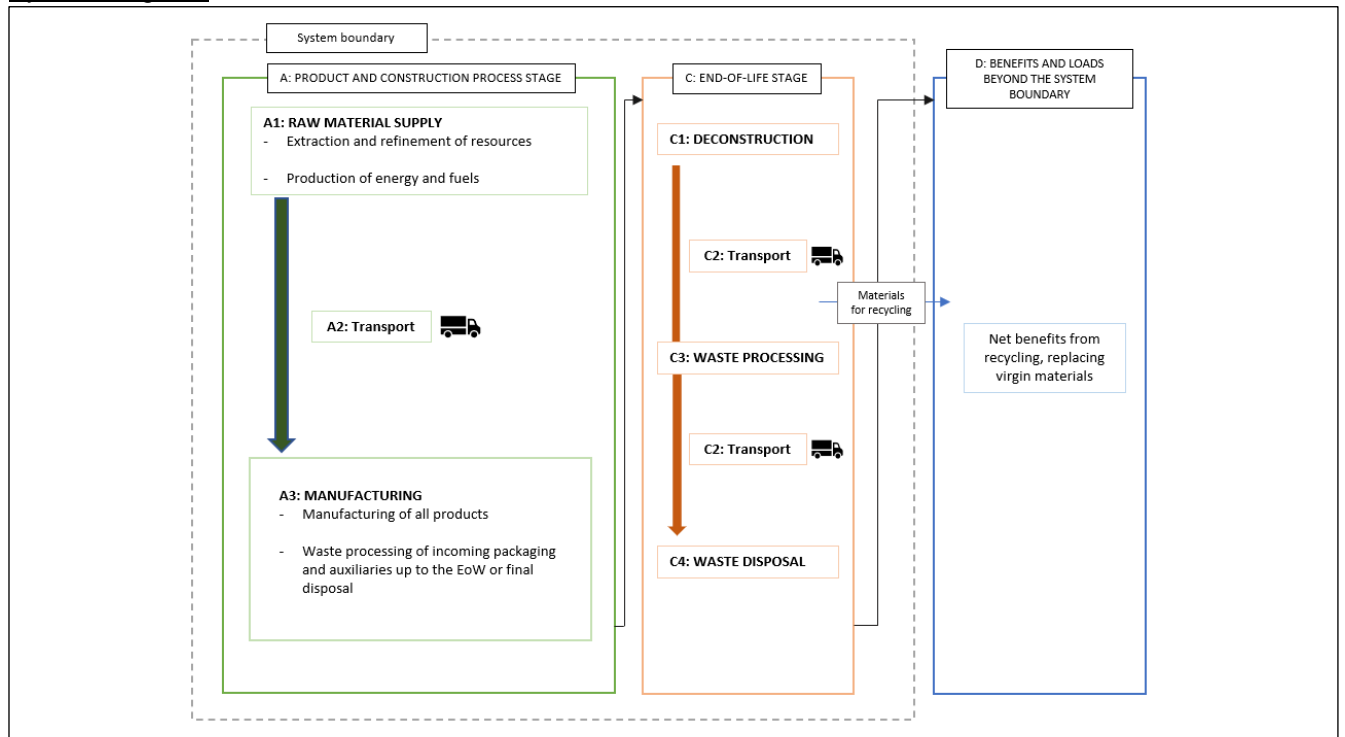 System boundary
A: PRODUCT AND CONSTRUCTION PROCESS STAGE
A1: RAW MATERIAL SUPPLY
- Extraction and refinement of resources
- Production of energy and fuels
A2: Transport
A3: MANUFACTURING
- Manufacturing of all products
- Waste processing of incoming packaging
and auxiliaries up to the EoW or final
disposal
C: END-OF-LIFE STAGE
C1: DECONSTRUCTION
C2: Transport
C3: WASTE PROCESSING
C2: Transport
C4: WASTE DISPOSAL
Materials
for recycling
D: BENEFITS AND LOADS
BEYOND THE SYSTEM
BOUNDARY
Net benefits from
recycling, replacing
virgin materials